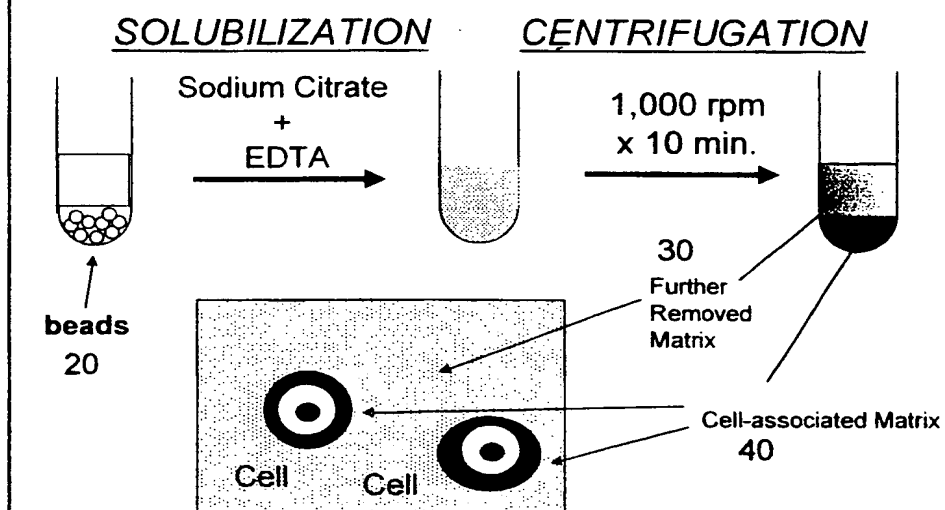 SOLUBILIZATION
CENTRIFUGATION
Sodium Citrate
+
EDTA
1,000 rpm
x 10 min.
beads
20
30
Further
Removed
Matrix
Cell-associated Matrix
40
Cell
Cell